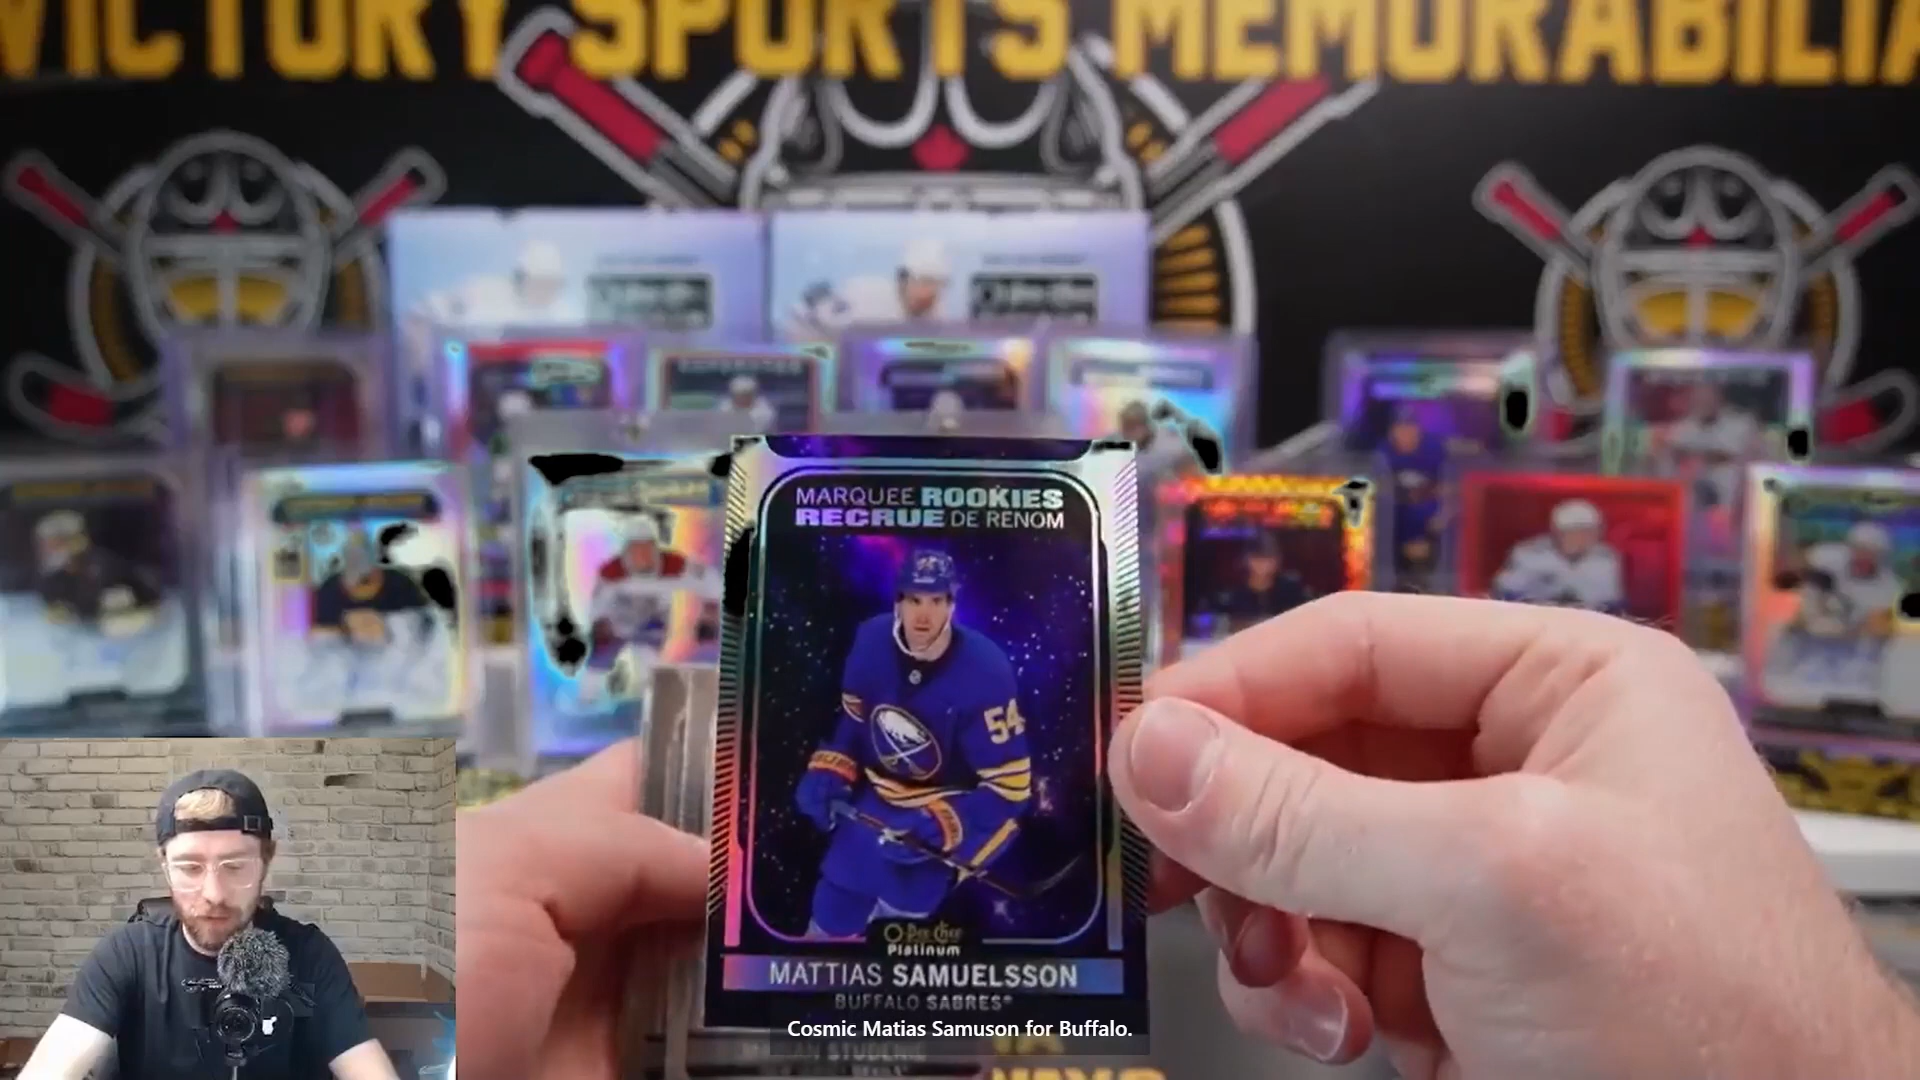 VICTORY SPORTS MEMORABILIA
MARQUEE ROOKIES
RECRUE DE RENOM
54
O-Pee-Chee
Platinum
MATTIAS SAMUELSSON
BUFFALO SABRES
Cosmic Matias Samuson for Buffalo.